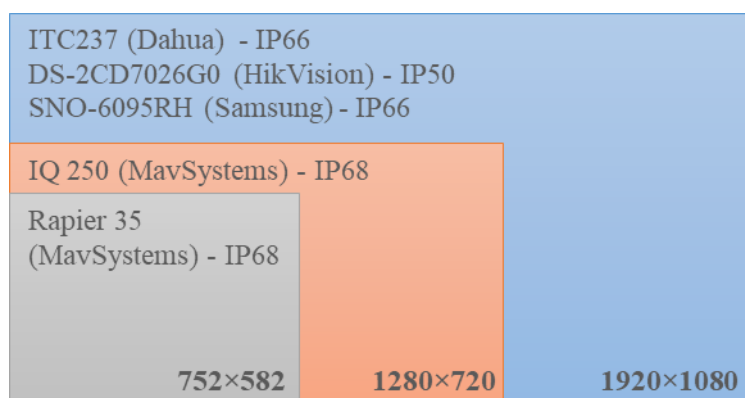 ITC237 (Dahua) - IP66
DS-2CD7026G0 (HikVision) - IP50
SNO-6095RH (Samsung) - IP66
IQ 250 (MavSystems) - IP68
Rapier 35
(MavSystems) - IP68
752×582
1280×720
1920×1080